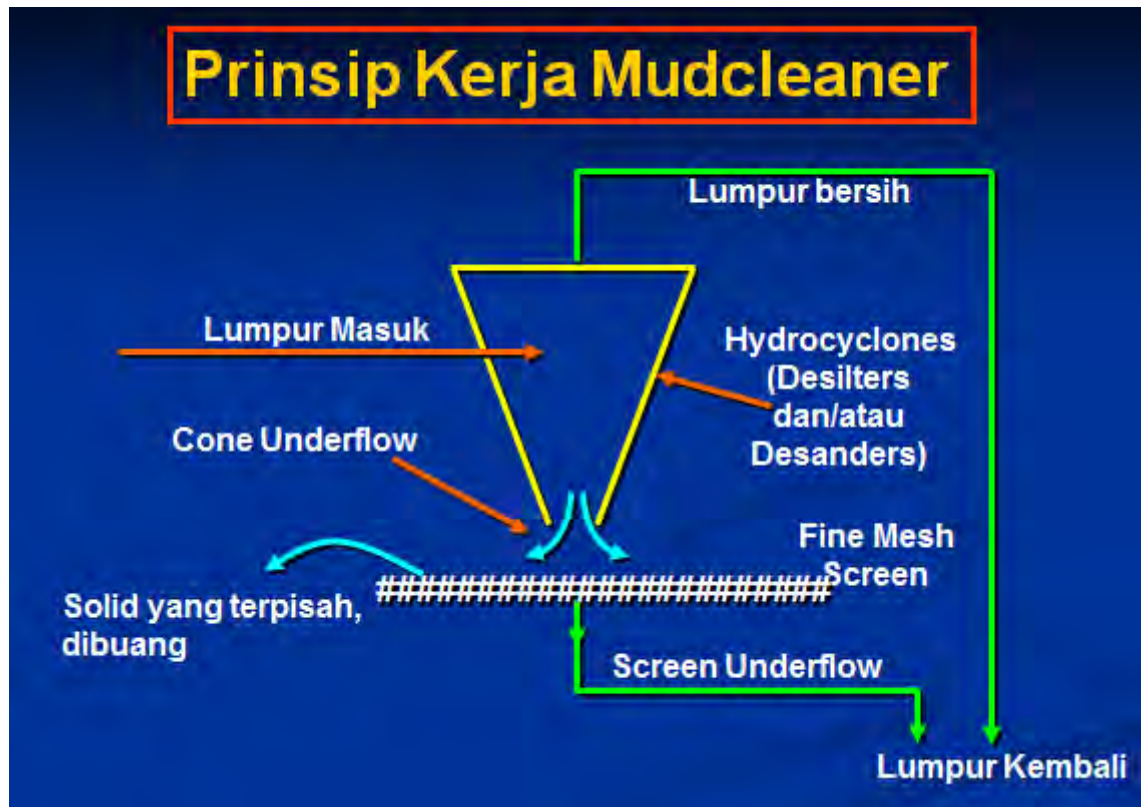 Prinsip Kerja Mudcleaner
Lumpur bersih
Lumpur Masuk
Hydrocyclones
(Desilters
dan/atau
Desanders)
Cone Underflow
Fine Mesh
Screen
########################
Solid yang terpisah,
dibuang
Screen Underflow
Lumpur Kembali